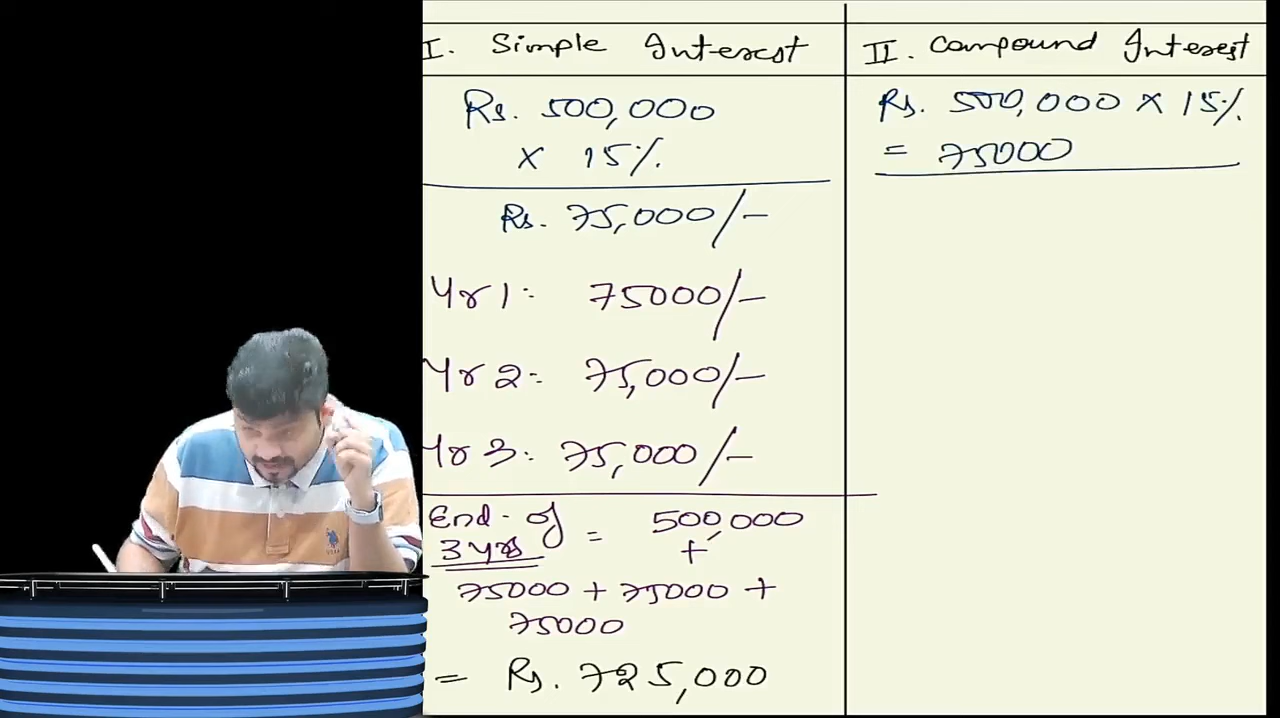 I. Simple Interest
Rs. 500,000
x 15%
Rs. 75,000/-
Yr 1: 75000/-
Yr 2: 75,000/-
Yr 3: 75,000/-
End of 3 yrs = 500,000
+
75000 + 75000 +
75000
= Rs. 725,000
II. Compound Interest
Rs. 500,000 x 15%
= 75000